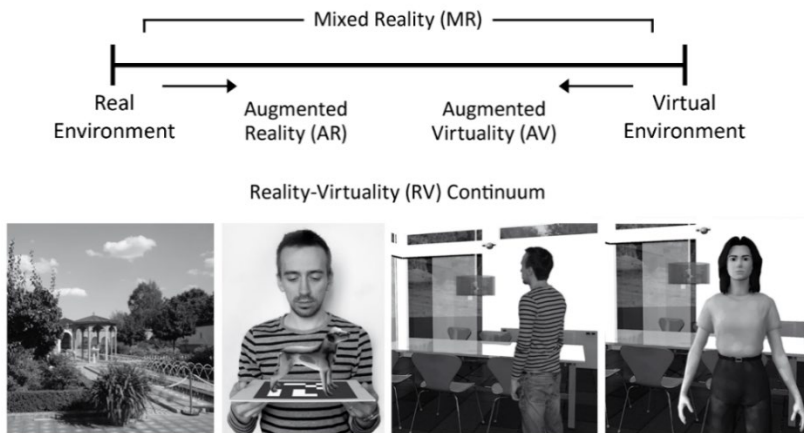 Mixed Reality (MR)
Real
Environment
Augmented
Reality (AR)
Augmented
Virtuality (AV)
Virtual
Environment
Reality-Virtuality (RV) Continuum